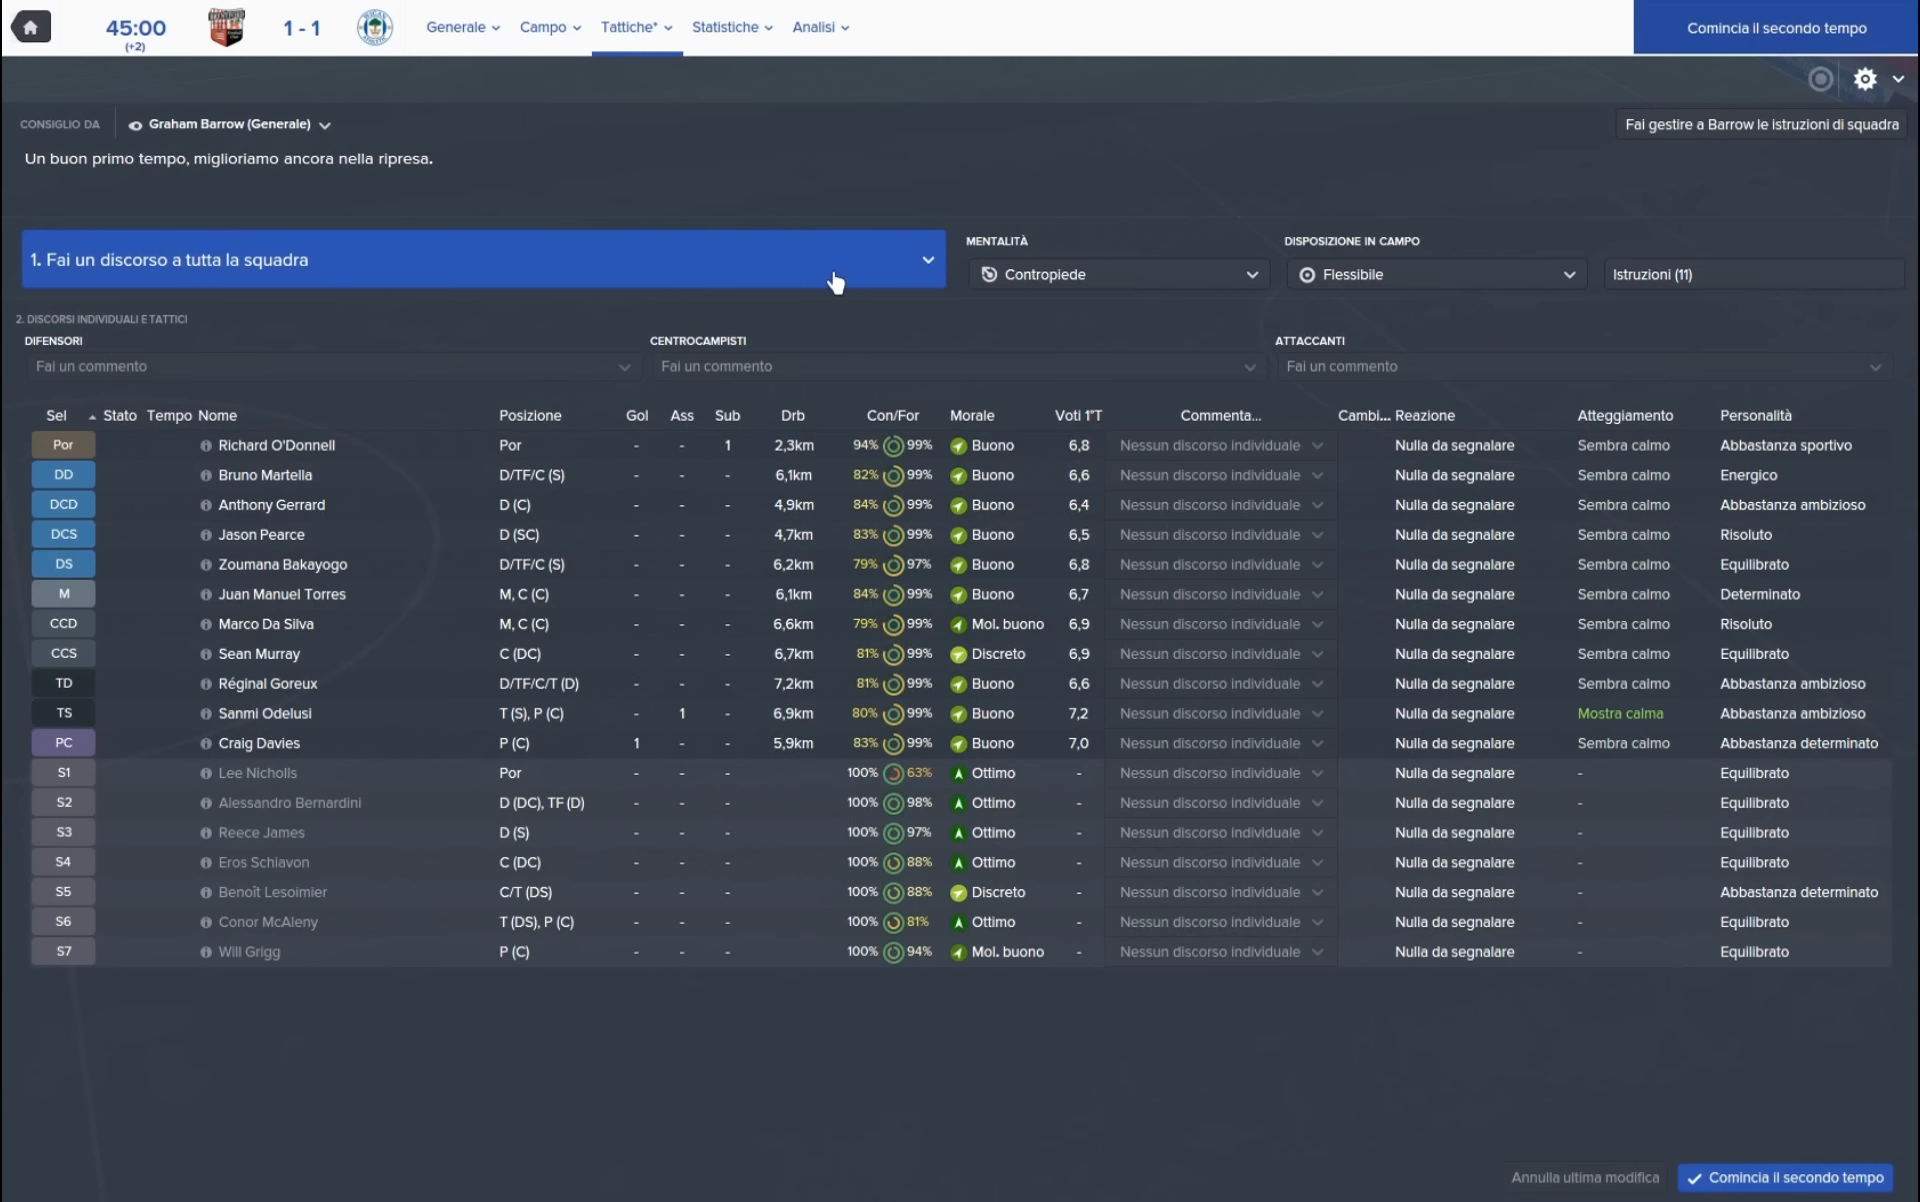 45:00
(+2)
1 - 1
Generale
Campo
Tattiche*
Statistiche
Analisi
Comincia il secondo tempo
CONSIGLIO DA
Graham Barrow (Generale)
Fai gestire a Barrow le istruzioni di squadra
Un buon primo tempo, miglioriamo ancora nella ripresa.
1. Fai un discorso a tutta la squadra
MENTALITÀ
Contropiede
DISPOSIZIONE IN CAMPO
Flessibile
Istruzioni (11)
2. DISCORSI INDIVIDUALI E TATTICI
DIFENSORI
CENTROCAMPISTI
ATTACCANTI
Fai un commento
Fai un commento
Fai un commento
Sel Stato Tempo Nome Posizione Gol Ass Sub Drb Con/For Morale Voti 1°T Commenta... Cambi... Reazione Atteggiamento Personalità
Por Richard O'Donnell Por - - 1 2,3km 94% 99% Buono 6,8 Nessun discorso individuale Nulla da segnalare Sembra calmo Abbastanza sportivo
DD Bruno Martella D/TF/C (S) - - - 6,1km 82% 99% Buono 6,6 Nessun discorso individuale Nulla da segnalare Sembra calmo Energico
DCD Anthony Gerrard D (C) - - - 4,9km 84% 99% Buono 6,4 Nessun discorso individuale Nulla da segnalare Sembra calmo Abbastanza ambizioso
DCS Jason Pearce D (SC) - - - 4,7km 83% 99% Buono 6,5 Nessun discorso individuale Nulla da segnalare Sembra calmo Risoluto
DS Zoumana Bakayogo D/TF/C (S) - - - 6,2km 79% 97% Buono 6,8 Nessun discorso individuale Nulla da segnalare Sembra calmo Equilibrato
M Juan Manuel Torres M, C (C) - - - 6,1km 84% 99% Buono 6,7 Nessun discorso individuale Nulla da segnalare Sembra calmo Determinato
CCD Marco Da Silva M, C (C) - - - 6,6km 79% 99% Mol. buono 6,9 Nessun discorso individuale Nulla da segnalare Sembra calmo Risoluto
CCS Sean Murray C (DC) - - - 6,7km 81% 99% Discreto 6,9 Nessun discorso individuale Nulla da segnalare Sembra calmo Equilibrato
TD Réginal Goreux D/TF/C/T (D) - - - 7,2km 81% 99% Buono 6,6 Nessun discorso individuale Nulla da segnalare Sembra calmo Abbastanza ambizioso
TS Sanmi Odelusi T (S), P (C) - 1 - 6,9km 80% 99% Buono 7,2 Nessun discorso individuale Nulla da segnalare Mostra calma Abbastanza ambizioso
PC Craig Davies P (C) 1 - - 5,9km 83% 99% Buono 7,0 Nessun discorso individuale Nulla da segnalare Sembra calmo Abbastanza determinato
S1 Lee Nicholls Por - - - 100% 63% Ottimo - Nessun discorso individuale Nulla da segnalare - Equilibrato
S2 Alessandro Bernardini D (DC), TF (D) - - - 100% 98% Ottimo - Nessun discorso individuale Nulla da segnalare - Equilibrato
S3 Reece James D (S) - - - 100% 97% Ottimo - Nessun discorso individuale Nulla da segnalare - Equilibrato
S4 Eros Schiavon C (DC) - - - 100% 88% Ottimo - Nessun discorso individuale Nulla da segnalare - Equilibrato
S5 Benoît Lesoimier C/T (DS) - - - 100% 88% Discreto - Nessun discorso individuale Nulla da segnalare - Abbastanza determinato
S6 Conor McAleny T (DS), P (C) - - - 100% 81% Ottimo - Nessun discorso individuale Nulla da segnalare - Equilibrato
S7 Will Grigg P (C) - - - 100% 94% Mol. buono - Nessun discorso individuale Nulla da segnalare - Equilibrato
Annulla ultima modifica
Comincia il secondo tempo